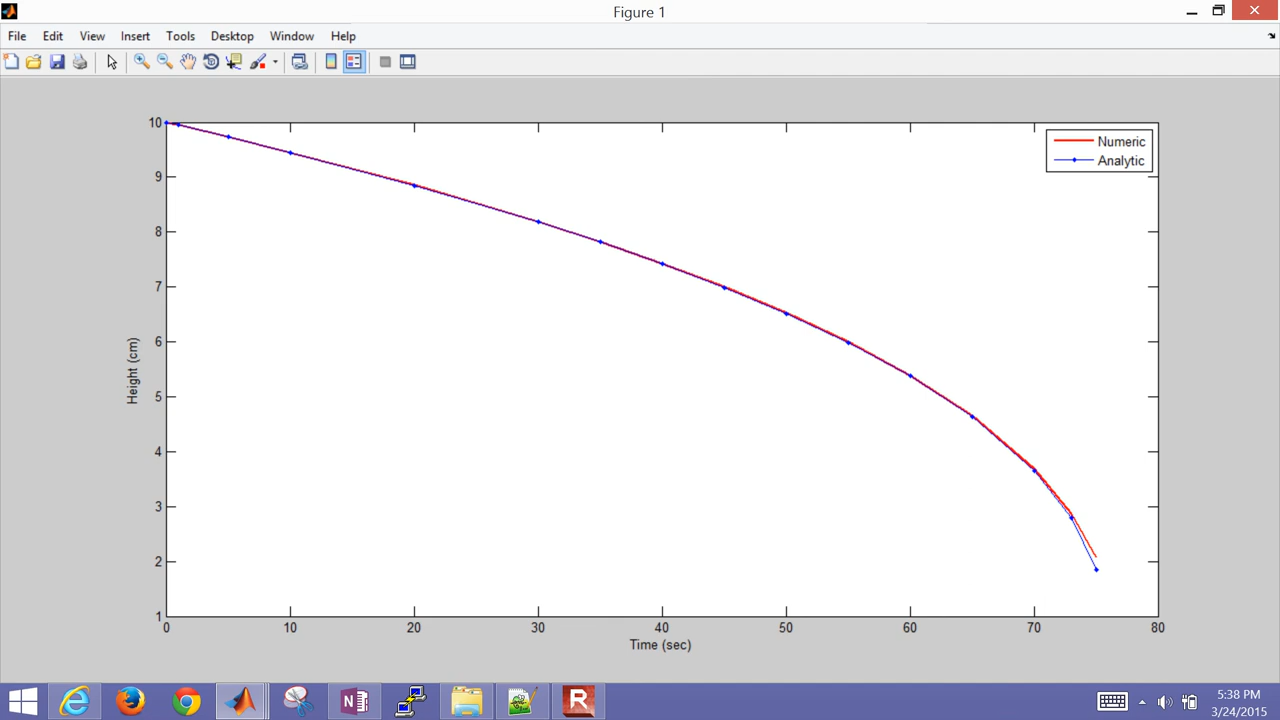 Figure 1
File Edit View Insert Tools Desktop Window Help
10
9
8
7
6
5
4
3
2
1
Height (cm)
Numeric
Analytic
0 10 20 30 40 50 60 70 80
Time (sec)
R
5:38 PM
3/24/2015